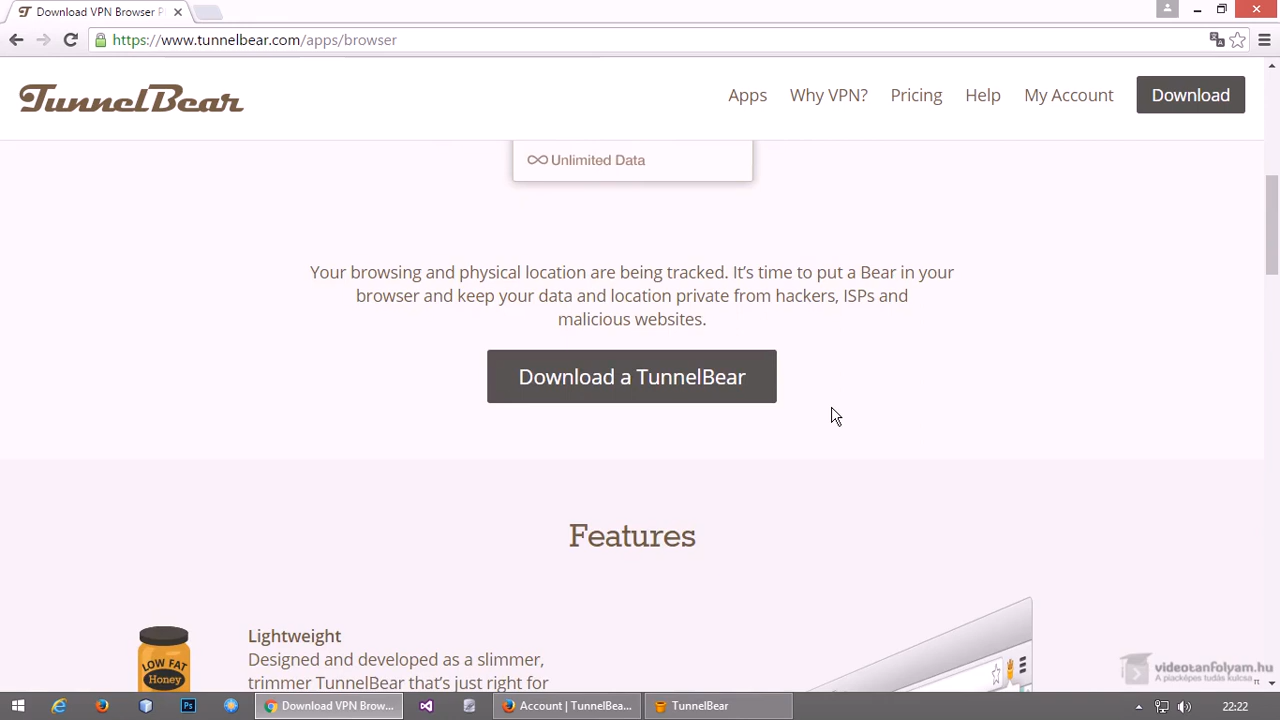 Download VPN Browser P
https://www.tunnelbear.com/apps/browser
TunnelBear
Apps
Why VPN?
Pricing
Help
My Account
Download
Unlimited Data
Your browsing and physical location are being tracked. It's time to put a Bear in your
browser and keep your data and location private from hackers, ISPs and
malicious websites.
Download a TunnelBear
Features
LOW FAT
Honey
Lightweight
Designed and developed as a slimmer,
trimmer TunnelBear that's just right for
videotanfolyam.hu
A piacképes tudás kulcsa
Ps
Download VPN Brow...
Account | TunnelBea...
TunnelBear
22:22